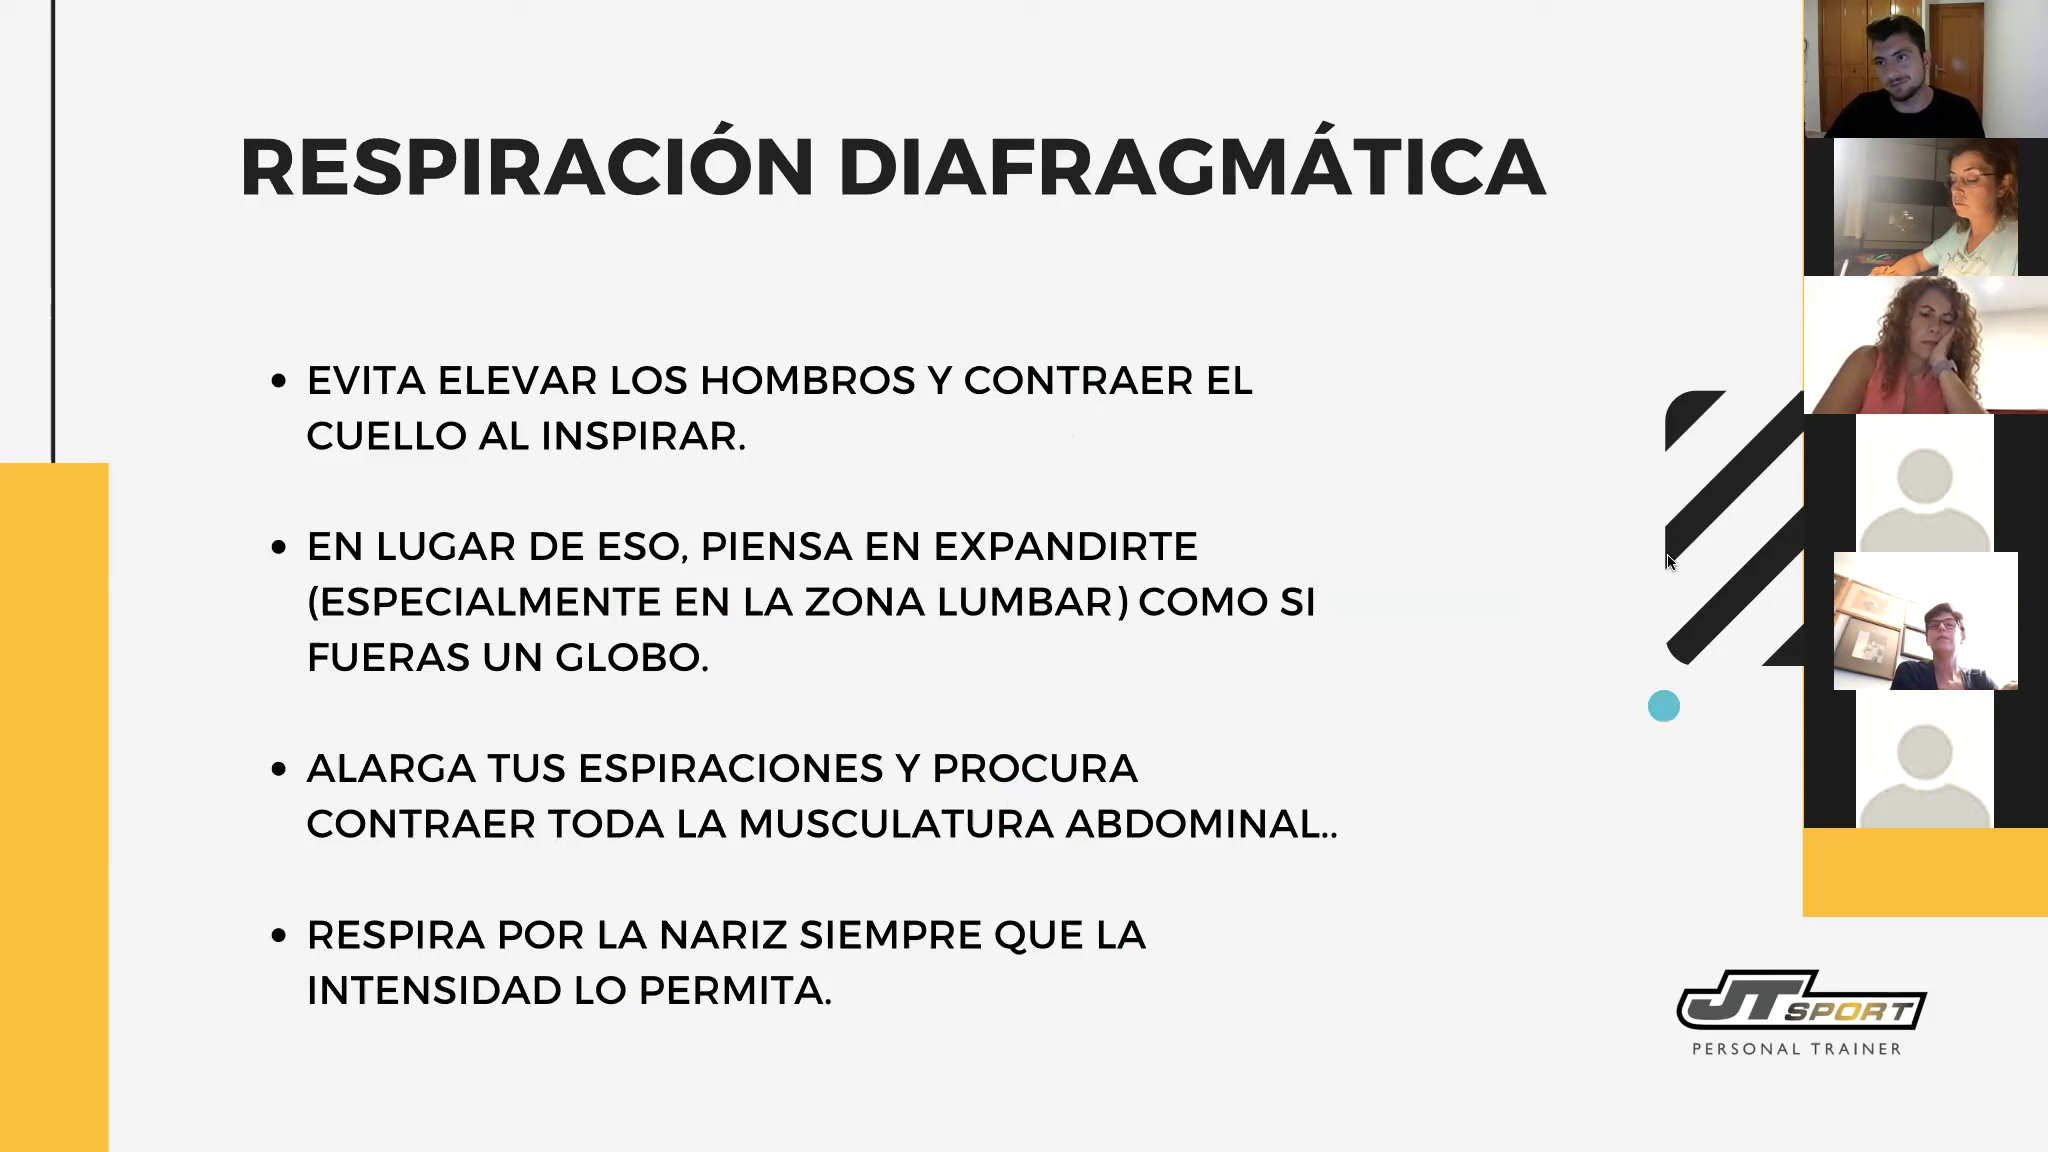 RESPIRACIÓN DIAFRAGMÁTICA
EVITA ELEVAR LOS HOMBROS Y CONTRAER EL
CUELLO AL INSPIRAR.
EN LUGAR DE ESO, PIENSA EN EXPANDIRTE
(ESPECIALMENTE EN LA ZONA LUMBAR) COMO SI
FUERAS UN GLOBO.
ALARGA TUS ESPIRACIONES Y PROCURA
CONTRAER TODA LA MUSCULATURA ABDOMINAL..
RESPIRA POR LA NARIZ SIEMPRE QUE LA
INTENSIDAD LO PERMITA.
JT SPORT
PERSONAL TRAINER